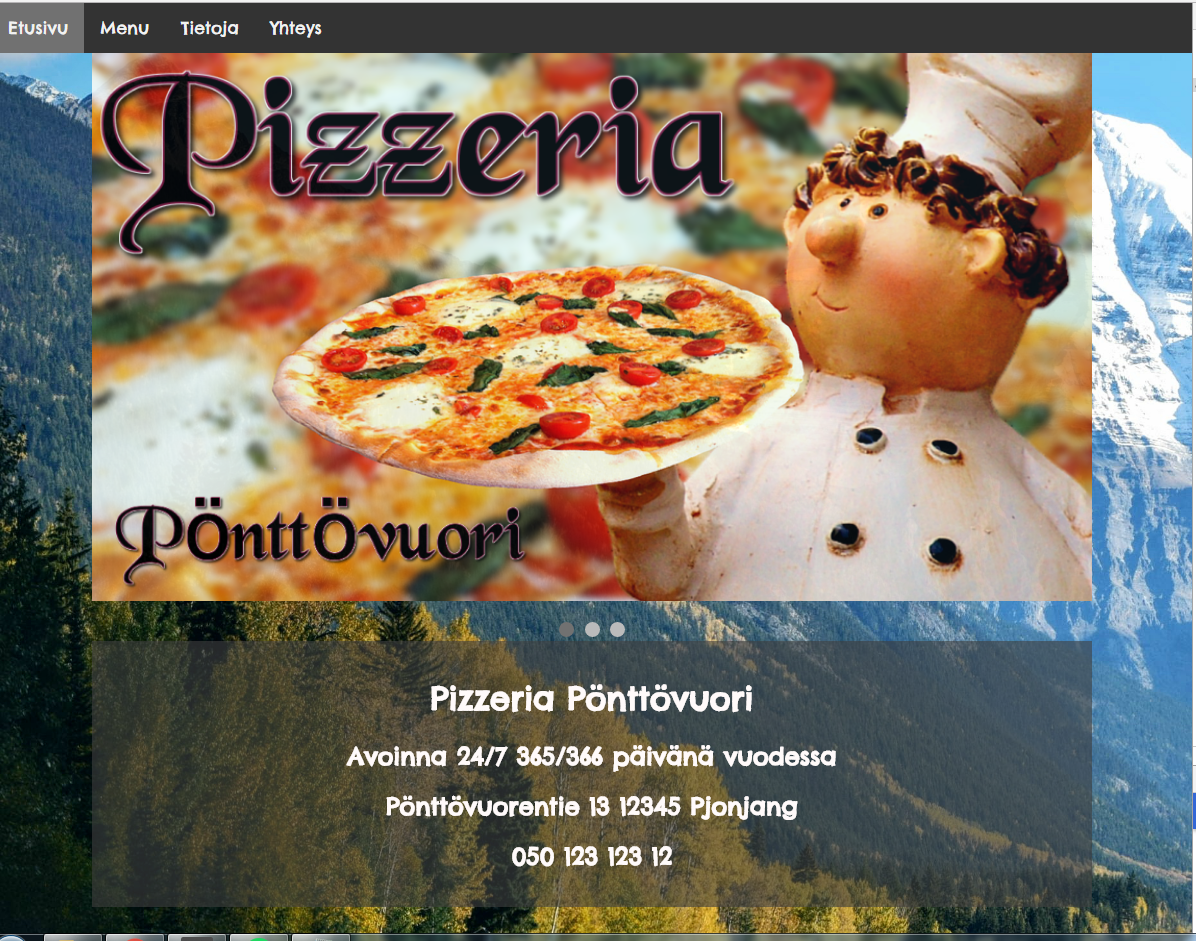 Etusivu Menu Tietoja Yhteys
Pizzeria
Pönttövuori
Pizzeria Pönttövuori
Avoinna 24/7 365/366 päivänä vuodessa
Pönttövuorentie 13 12345 Pjonjang
050 123 123 12